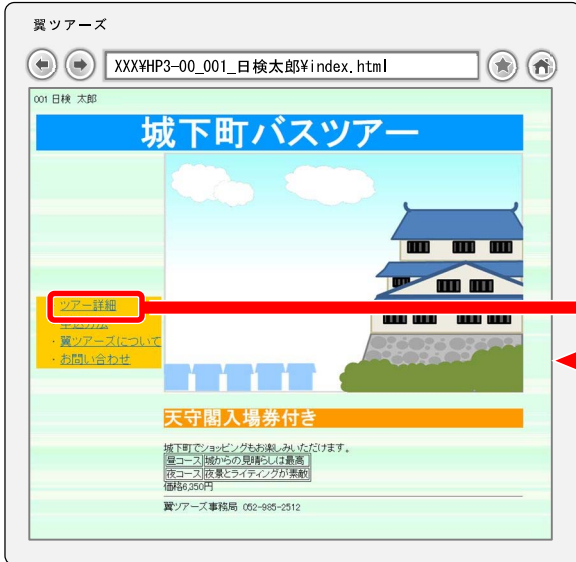 翼ツアーズ
XXX¥HP3-00_001_日検太郎¥index.html
001 日検 太郎
城下町バスツアー
・ツアー詳細
・申込方法
・翼ツアーズについて
・お問い合わせ
天守閣入場券付き
城下町でショッピングもお楽しみいただけます。
昼コース 城からの見晴らしは最高
夜コース 夜景とライティングが素敵
価格6,350円
翼ツアーズ事務局 052-985-2512